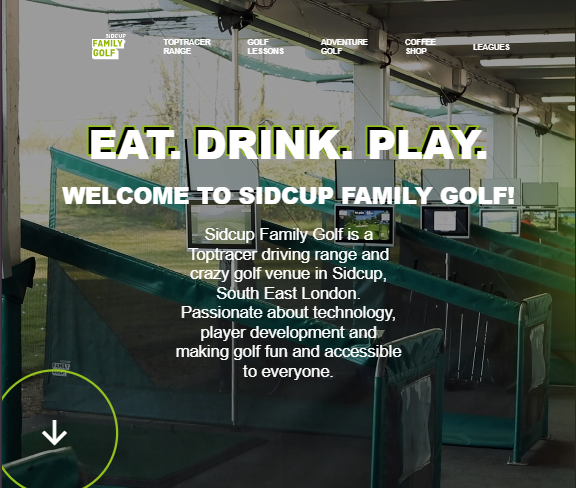 SIDCUP
FAMILY
GOLF
TOPTRACER
RANGE
GOLF
LESSONS
ADVENTURE
GOLF
COFFEE
SHOP
LEAGUES
EAT. DRINK. PLAY.
WELCOME TO SIDCUP FAMILY GOLF!
Sidcup Family Golf is a
Toptracer driving range and
crazy golf venue in Sidcup,
South East London.
Passionate about technology,
player development and
making golf fun and accessible
to everyone.